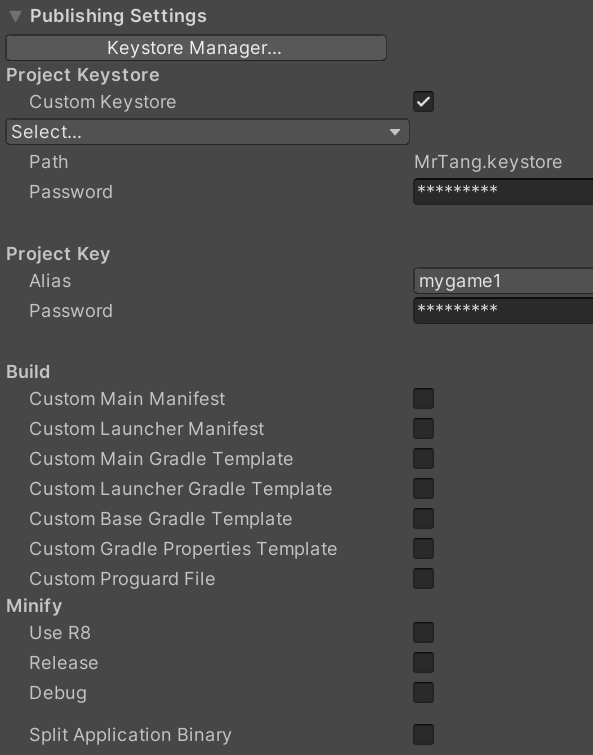 Publishing Settings
Keystore Manager...
Project Keystore
Custom Keystore
Select...
Path MrTang.keystore
Password *********
Project Key
Alias mygame1
Password *********
Build
Custom Main Manifest
Custom Launcher Manifest
Custom Main Gradle Template
Custom Launcher Gradle Template
Custom Base Gradle Template
Custom Gradle Properties Template
Custom Proguard File
Minify
Use R8
Release
Debug
Split Application Binary